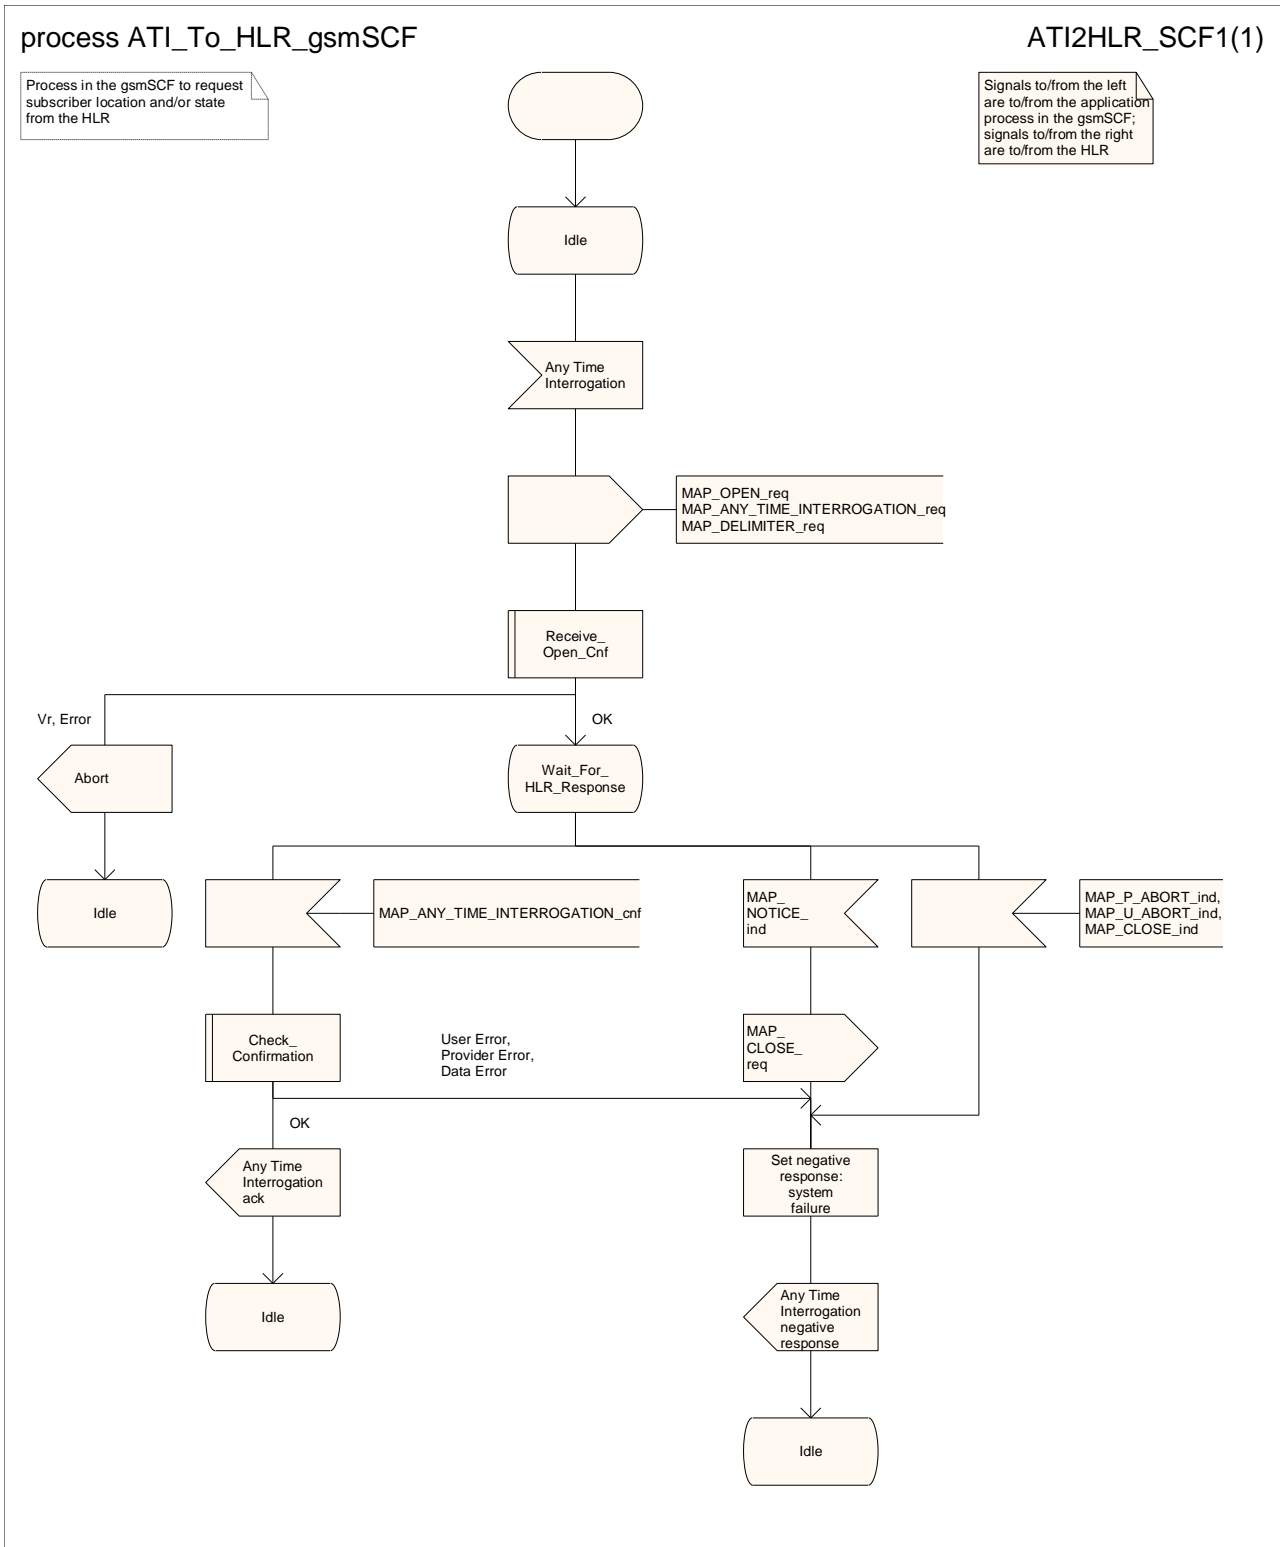 process ATI_To_HLR_gsmSCF
ATI2HLR_SCF1(1)
Process in the gsmSCF to request
subscriber location and/or state
from the HLR
Signals to/from the left
are to/from the application
process in the gsmSCF;
signals to/from the right
are to/from the HLR
Idle
Any Time
Interrogation
MAP_OPEN_req
MAP_ANY_TIME_INTERROGATION_req
MAP_DELIMITER_req
Receive_
Open_Cnf
Vr, Error
OK
Abort
Wait_For_
HLR_Response
Idle
MAP_ANY_TIME_INTERROGATION_cnf
MAP_
NOTICE_
ind
MAP_P_ABORT_ind,
MAP_U_ABORT_ind,
MAP_CLOSE_ind
Check_
Confirmation
User Error,
Provider Error,
Data Error
MAP_
CLOSE_
req
OK
Any Time
Interrogation
ack
Set negative
response:
system
failure
Idle
Any Time
Interrogation
negative
response
Idle